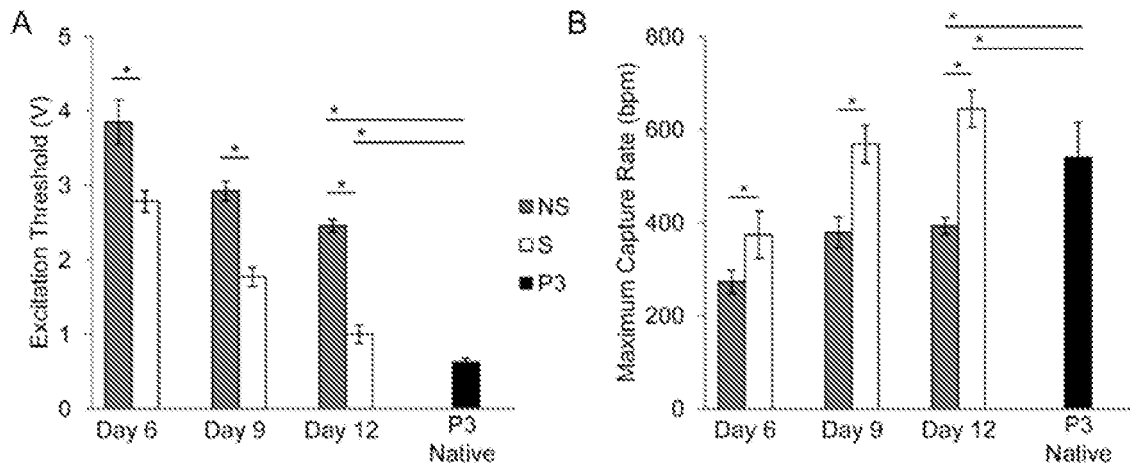 A
5
4
3
2
1
0
Excitation Threshold (V)
*
*
*
*
*
Day 6
Day 9
Day 12
P3
Native
NS
S
P3
B
800
600
400
200
0
Maximum Capture Rate (bpm)
*
*
*
*
*
Day 6
Day 9
Day 12
P3
Native